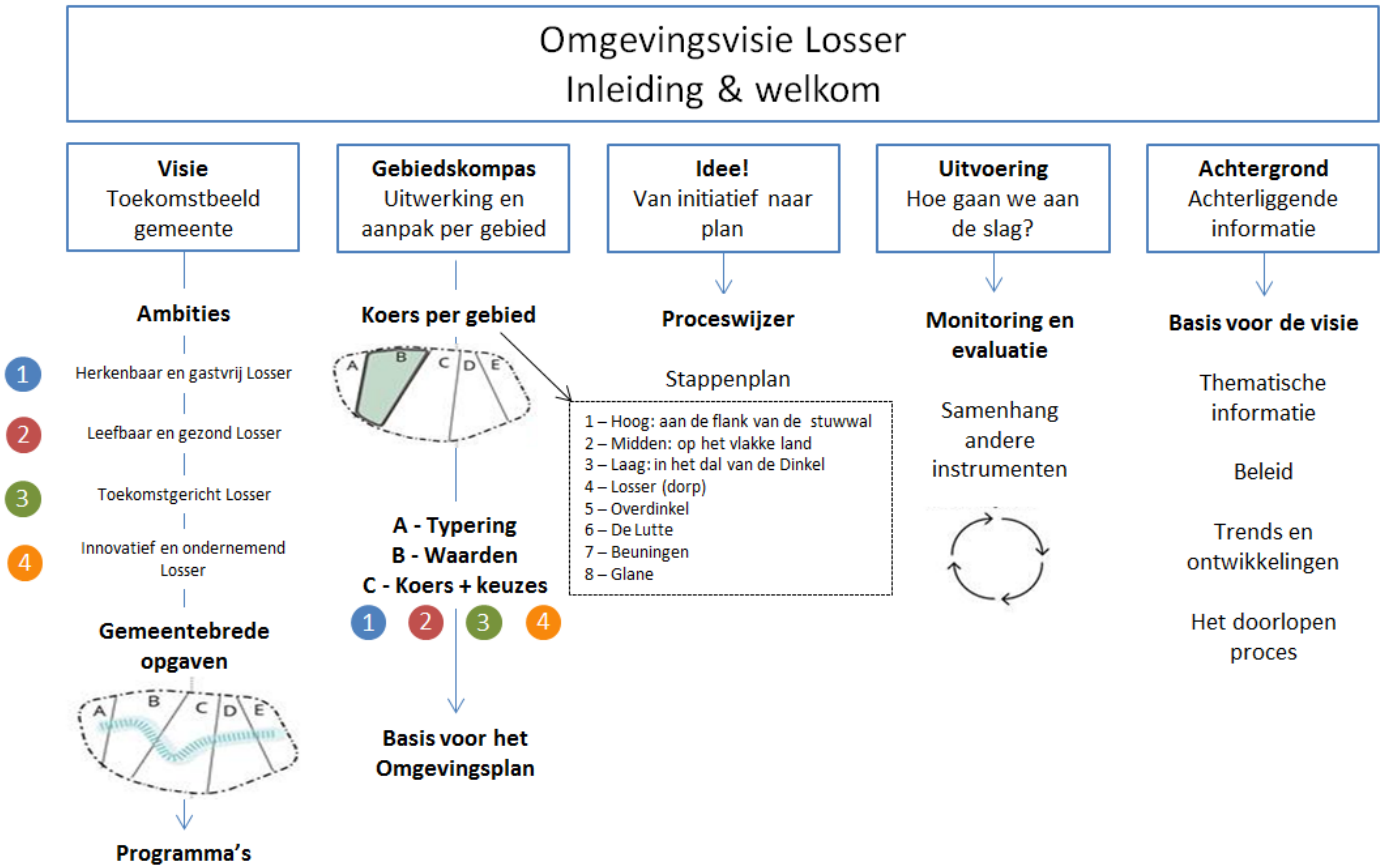 Omgevingsvisie Losser
Inleiding & welkom
Visie
Toekomstbeeld
gemeente
Ambities
1
Herkenbaar en gastvrij Losser
2
Leefbaar en gezond Losser
3
Toekomstgericht Losser
4
Innovatief en ondernemend
Losser
Gemeentebrede
opgaven
A B C D E
Programma's
Gebiedskompas
Uitwerking en
aanpak per gebied
Koers per gebied
A B C D E
A - Typering
B - Waarden
C - Koers + keuzes
1 2 3 4
Basis voor het
Omgevingsplan
Idee!
Van initiatief naar
plan
Proceswijzer
Stappenplan
1 – Hoog: aan de flank van de stuwwal
2 – Midden: op het vlakke land
3 – Laag: in het dal van de Dinkel
4 – Losser (dorp)
5 – Overdinkel
6 – De Lutte
7 – Beuningen
8 – Glane
Uitvoering
Hoe gaan we aan
de slag?
Monitoring en
evaluatie
Samenhang
andere
instrumenten
Achtergrond
Achterliggende
informatie
Basis voor de visie
Thematische
informatie
Beleid
Trends en
ontwikkelingen
Het doorlopen
proces